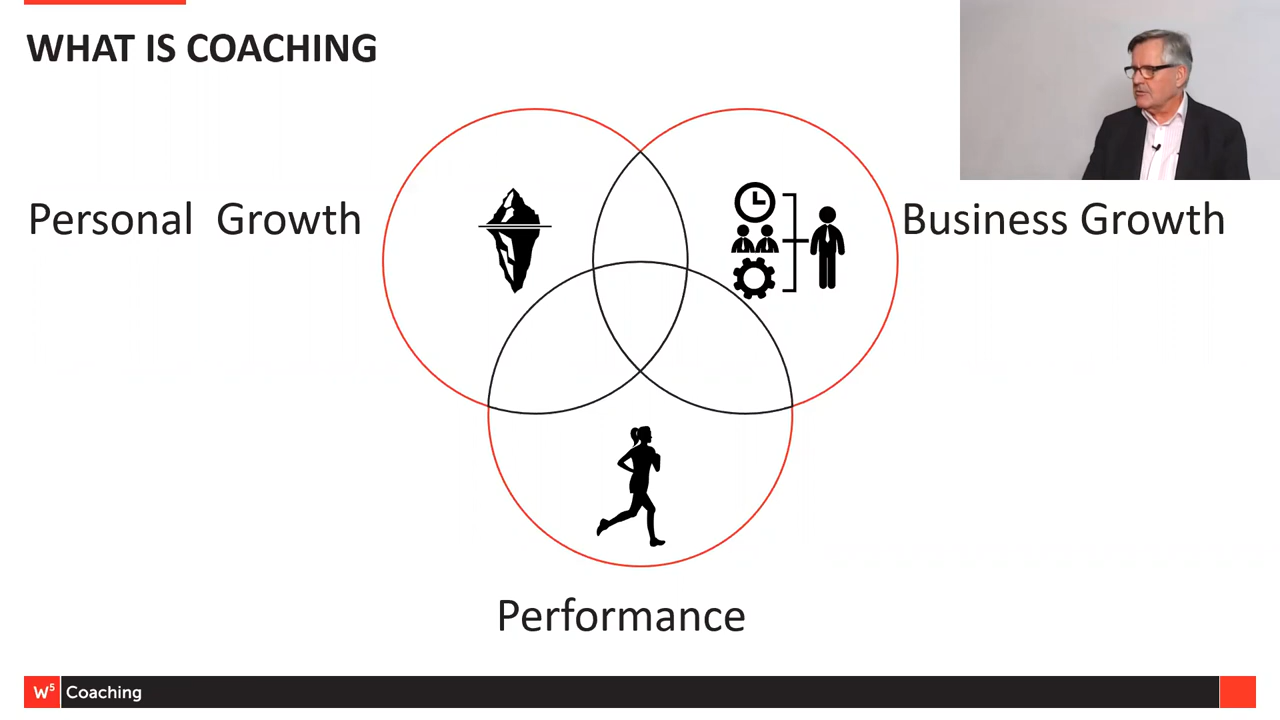 WHAT IS COACHING
Personal Growth
Business Growth
Performance
W⁵ Coaching